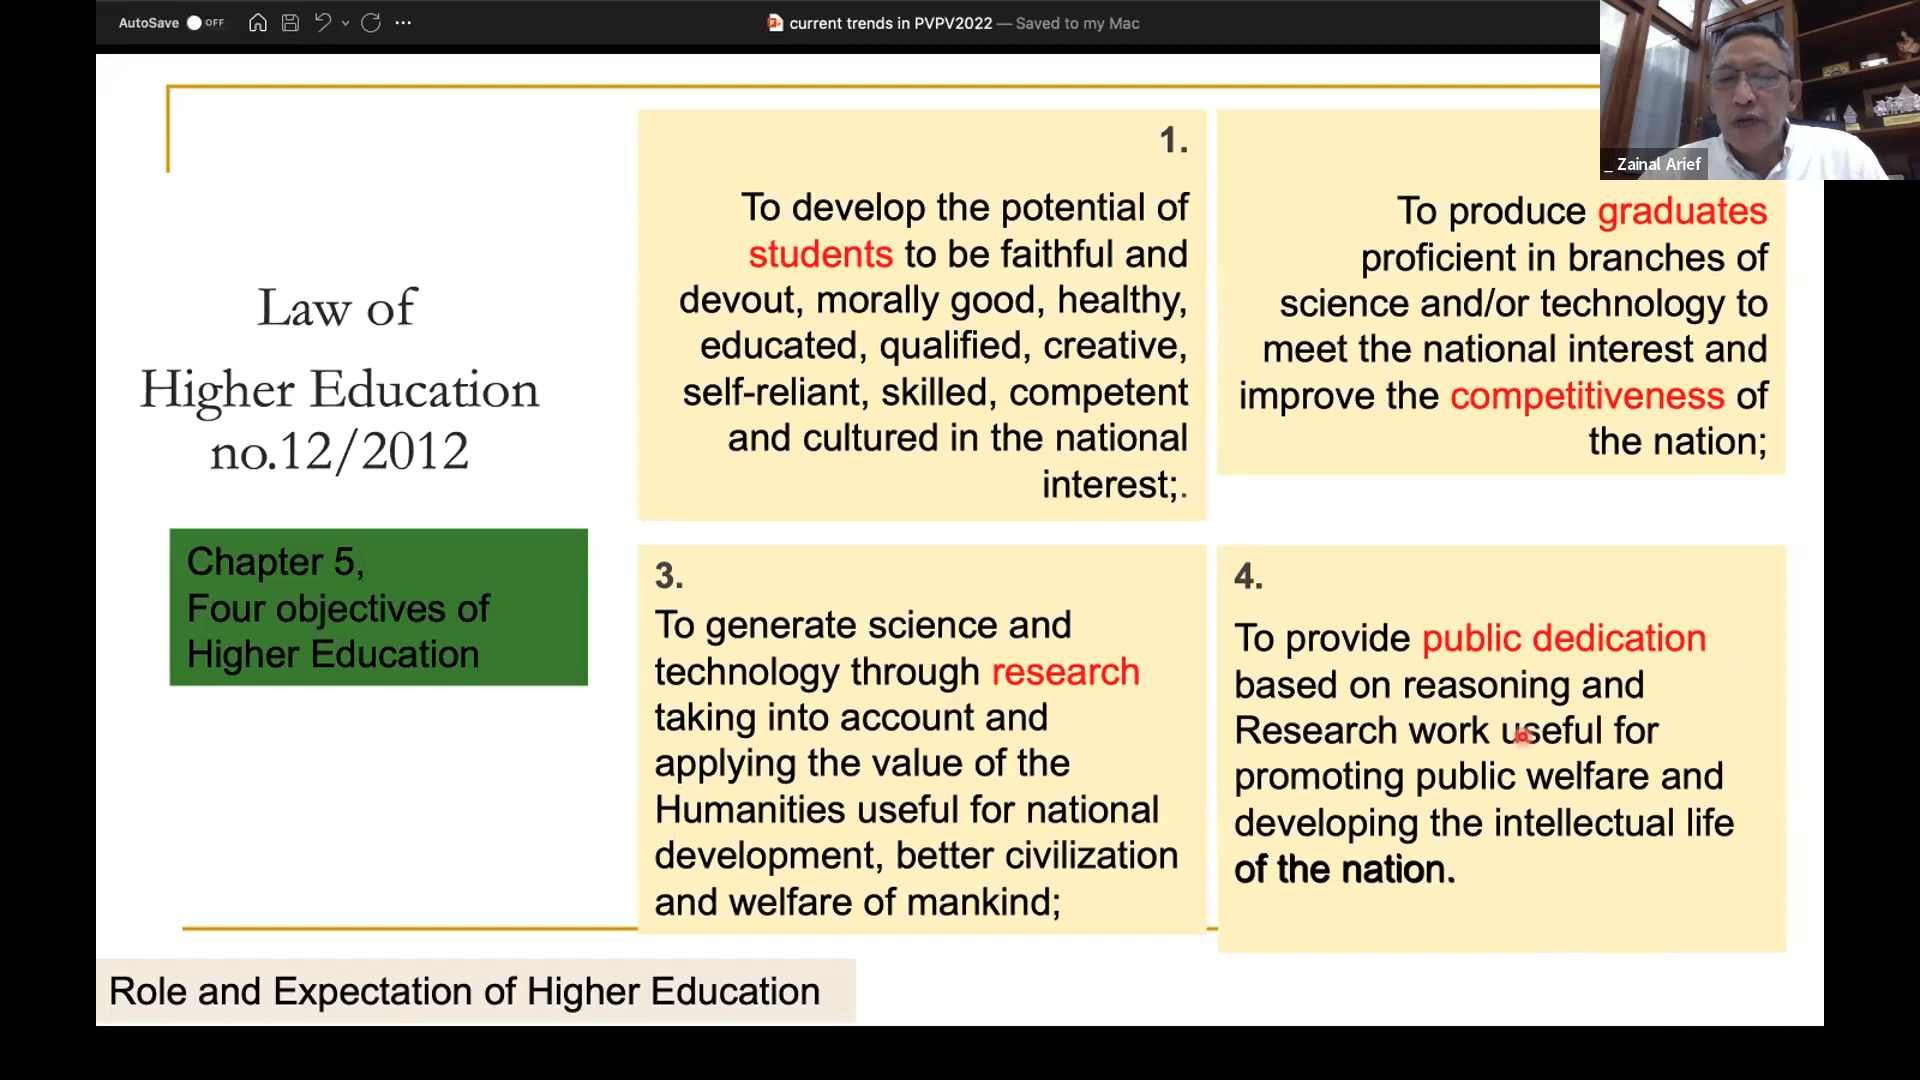 AutoSave OFF
current trends in PVPV2022 — Saved to my Mac
_ Zainal Arief
Law of
Higher Education
no.12/2012
Chapter 5,
Four objectives of
Higher Education
1.
To develop the potential of
students to be faithful and
devout, morally good, healthy,
educated, qualified, creative,
self-reliant, skilled, competent
and cultured in the national
interest;.
To produce graduates
proficient in branches of
science and/or technology to
meet the national interest and
improve the competitiveness of
the nation;
3.
To generate science and
technology through research
taking into account and
applying the value of the
Humanities useful for national
development, better civilization
and welfare of mankind;
4.
To provide public dedication
based on reasoning and
Research work useful for
promoting public welfare and
developing the intellectual life
of the nation.
Role and Expectation of Higher Education